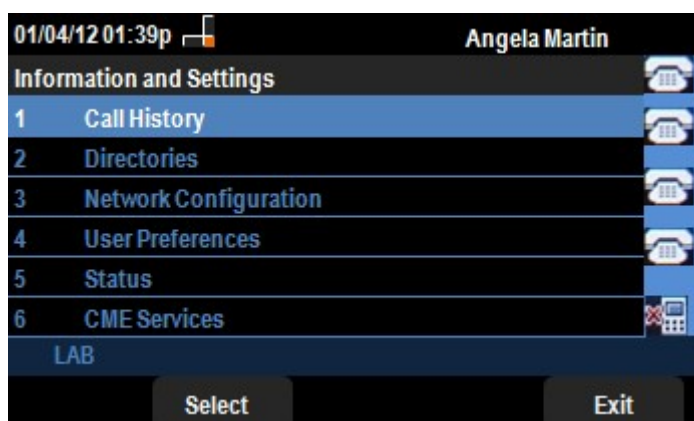 01/04/12 01:39p Angela Martin
Information and Settings
1 Call History
2 Directories
3 Network Configuration
4 User Preferences
5 Status
6 CME Services
LAB
Select Exit